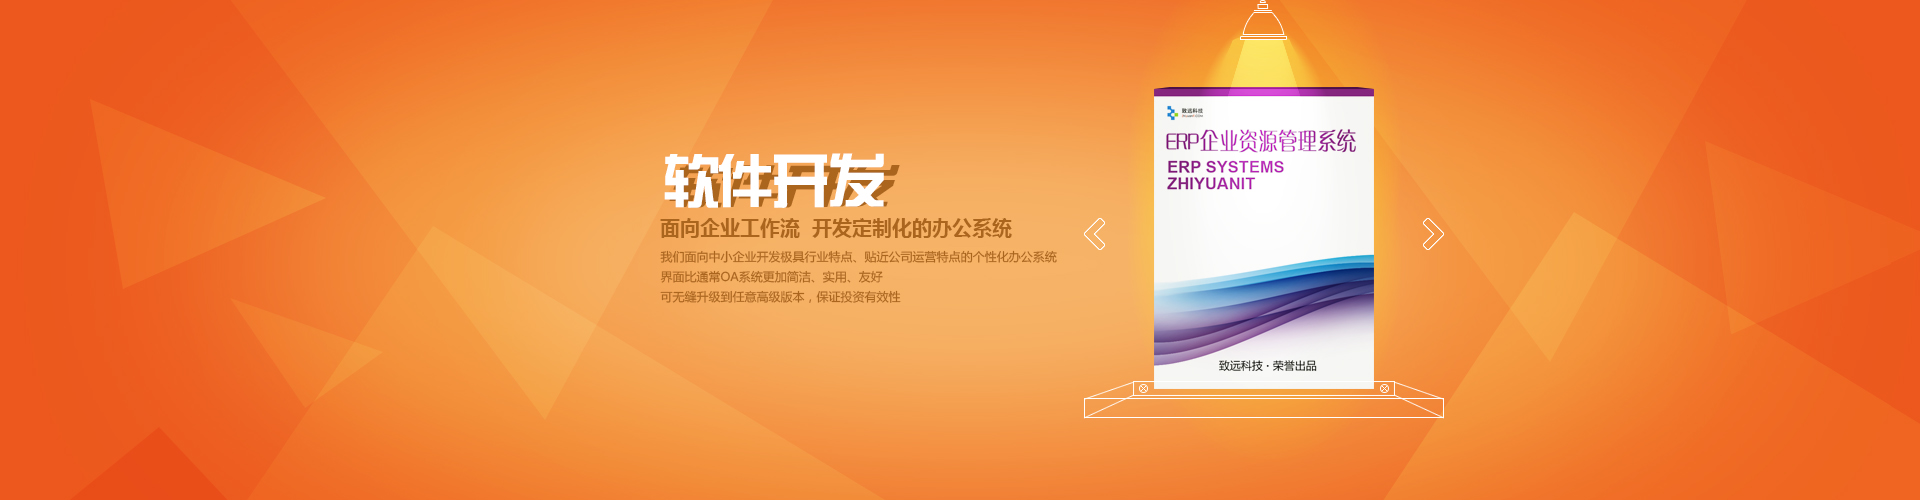 软件开发
面向企业工作流 开发定制化的办公系统
我们面向中小企业开发极具行业特点、贴近公司运营特点的个性化办公系统
界面比通常OA系统更加简洁、实用、友好
可无缝升级到任意高级版本，保证投资有效性
致远科技
ERP企业资源管理系统
ERP SYSTEMS
ZHIYUANIT
致远科技·荣誉出品